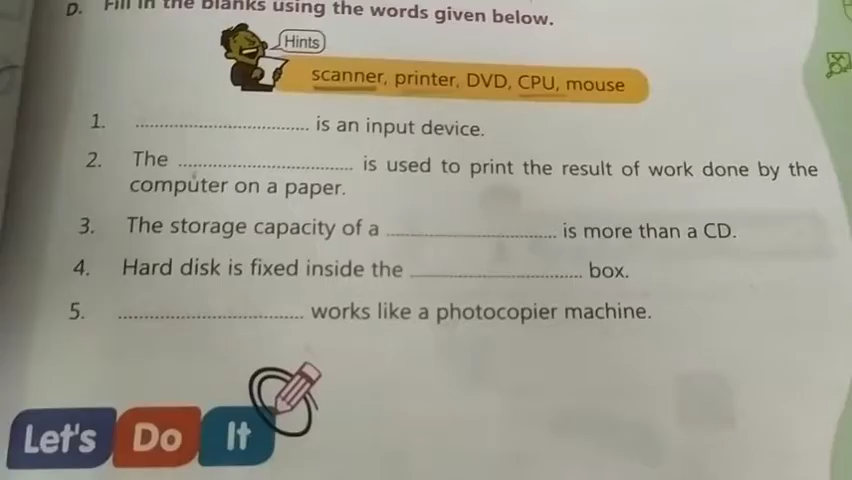 D. Fill in the blanks using the words given below.
Hints
scanner, printer, DVD, CPU, mouse
1. ................................ is an input device.
2. The ................................ is used to print the result of work done by the
computer on a paper.
3. The storage capacity of a ................................ is more than a CD.
4. Hard disk is fixed inside the ................................ box.
5. ................................ works like a photocopier machine.
Let's Do It